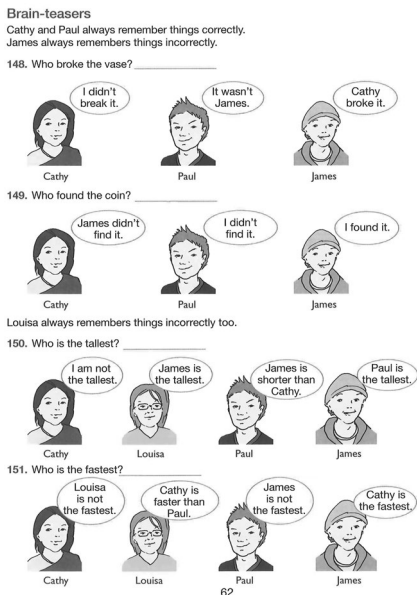 Brain-teasers
Cathy and Paul always remember things correctly.
James always remembers things incorrectly.
148. Who broke the vase?
I didn't
break it.
It wasn't
James.
Cathy
broke it.
Cathy
Paul
James
149. Who found the coin?
James didn't
find it.
I didn't
find it.
I found it.
Cathy
Paul
James
Louisa always remembers things incorrectly too.
150. Who is the tallest?
I am not
the tallest.
James is
the tallest.
James is
shorter than
Cathy.
Paul is
the tallest.
Cathy
Louisa
Paul
James
151. Who is the fastest?
Louisa
is not
the fastest.
Cathy is
faster than
Paul.
James
is not
the fastest.
Cathy is
the fastest.
Cathy
Louisa
Paul
James
62